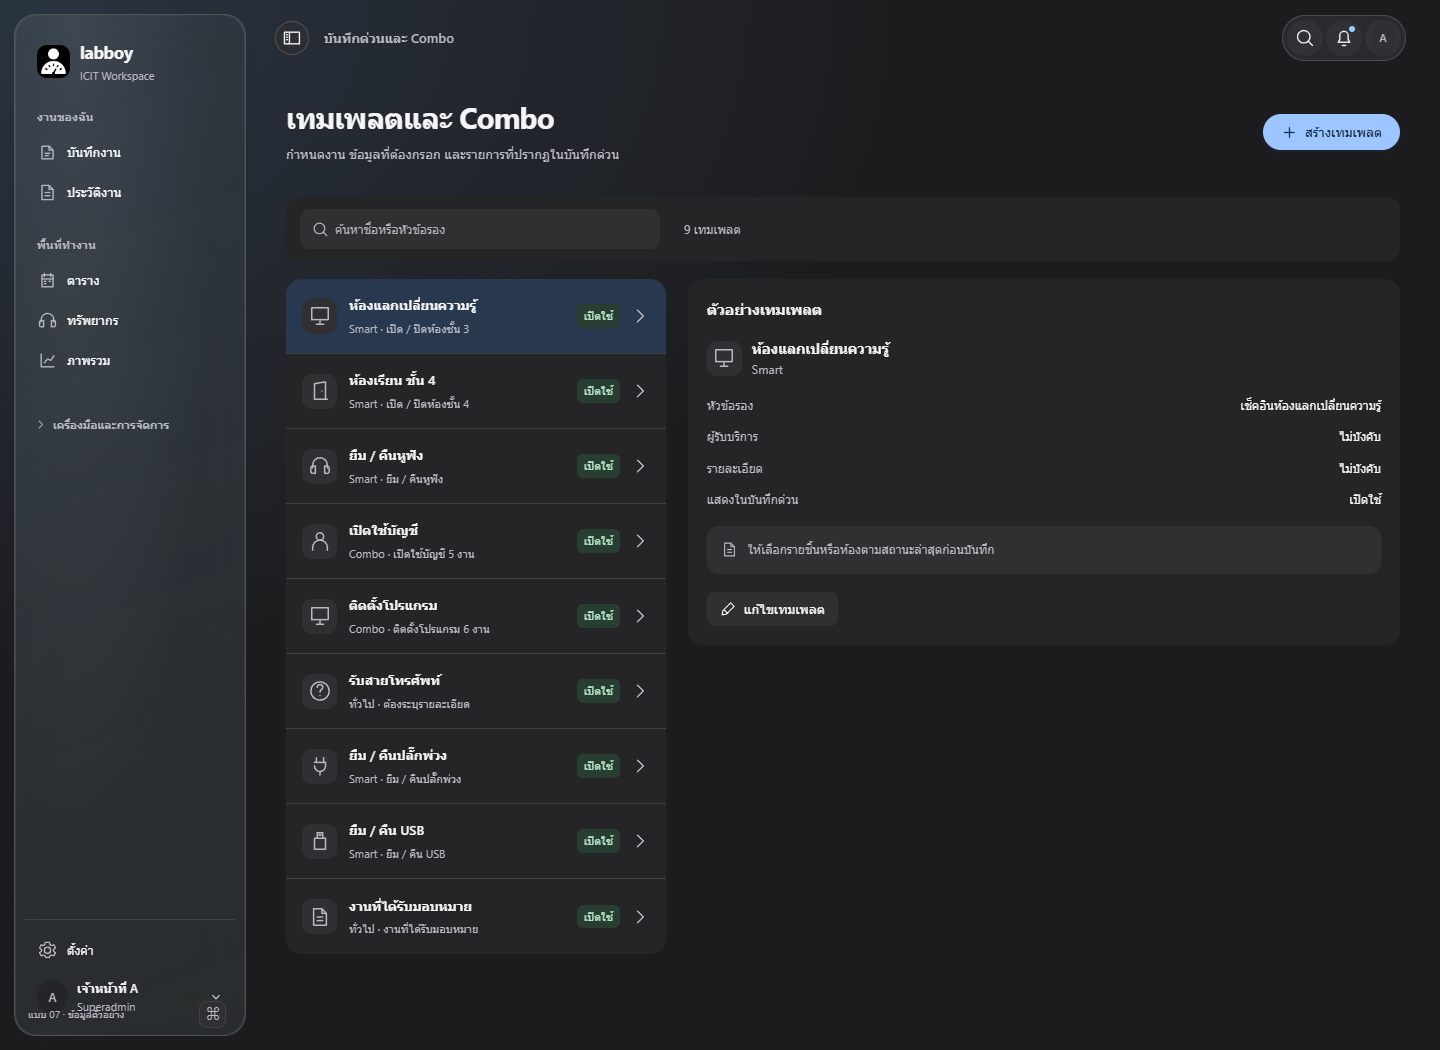 labboy
ICIT Workspace
งานของฉัน
บันทึกงาน
ประวัติงาน
พื้นที่ทำงาน
ตาราง
ทรัพยากร
ภาพรวม
เครื่องมือและการจัดการ
ตั้งค่า
A
เจ้าหน้าที่ A
Superadmin
แบบ 07 · ข้อมูลตัวอย่าง
⌘
บันทึกด่วนและ Combo
A
เทมเพลตและ Combo
กำหนดงาน ข้อมูลที่ต้องกรอก และรายการที่ปรากฏในบันทึกด่วน
สร้างเทมเพลต
ค้นหาชื่อหรือหัวข้อรอง
9 เทมเพลต
ห้องแลกเปลี่ยนความรู้
Smart · เปิด / ปิดห้องชั้น 3
เปิดใช้
ห้องเรียน ชั้น 4
Smart · เปิด / ปิดห้องชั้น 4
เปิดใช้
ยืม / คืนหูฟัง
Smart · ยืม / คืนหูฟัง
เปิดใช้
เปิดใช้บัญชี
Combo · เปิดใช้บัญชี 5 งาน
เปิดใช้
ติดตั้งโปรแกรม
Combo · ติดตั้งโปรแกรม 6 งาน
เปิดใช้
รับสายโทรศัพท์
ทั่วไป · ต้องระบุรายละเอียด
เปิดใช้
ยืม / คืนปลั๊กพ่วง
Smart · ยืม / คืนปลั๊กพ่วง
เปิดใช้
ยืม / คืน USB
Smart · ยืม / คืน USB
เปิดใช้
งานที่ได้รับมอบหมาย
ทั่วไป · งานที่ได้รับมอบหมาย
เปิดใช้
ตัวอย่างเทมเพลต
ห้องแลกเปลี่ยนความรู้
Smart
หัวข้อรอง เช็คอินห้องแลกเปลี่ยนความรู้
ผู้รับบริการ ไม่บังคับ
รายละเอียด ไม่บังคับ
แสดงในบันทึกด่วน เปิดใช้
ให้เลือกรายชิ้นหรือห้องตามสถานะล่าสุดก่อนบันทึก
แก้ไขเทมเพลต